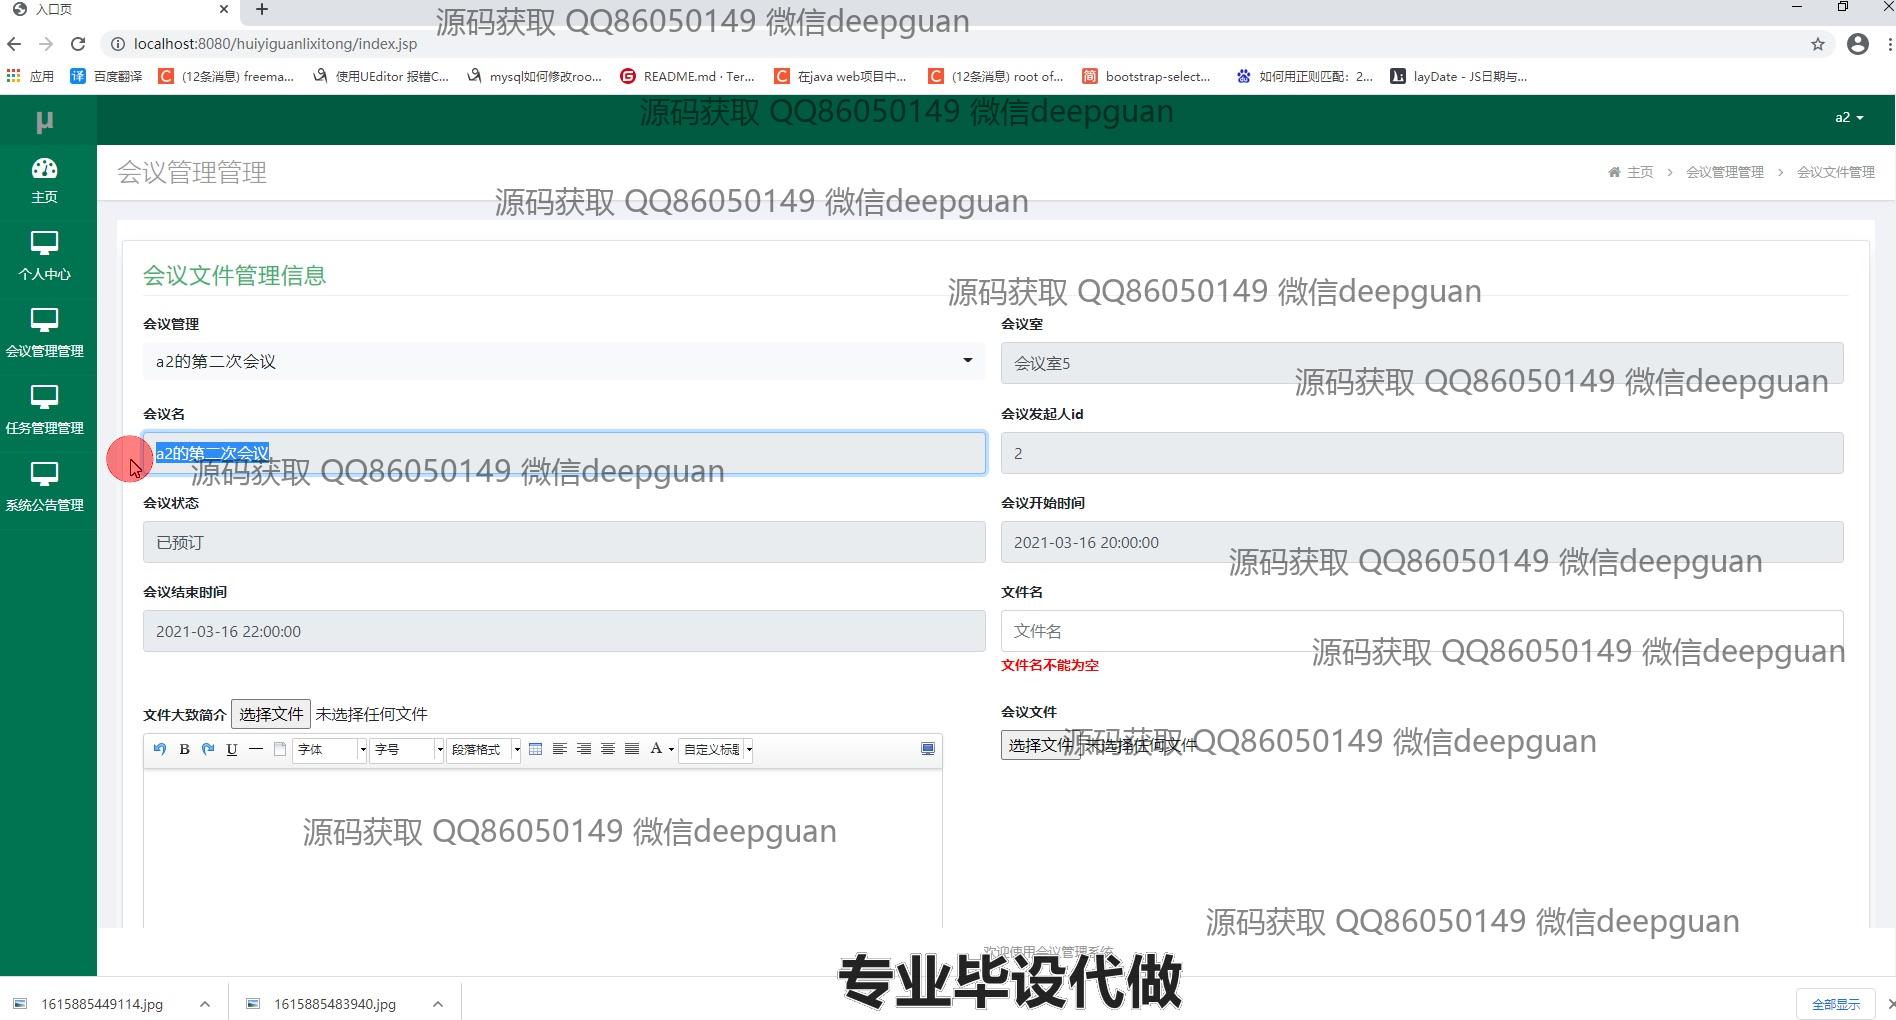 入口页
源码获取 QQ86050149 微信deepguan
localhost:8080/huiyiguanlixitong/index.jsp
应用 百度翻译 (12条消息) freema... 使用UEditor 报错C... mysql如何修改roo... README.md · Ter... 在java web项目中... (12条消息) root of... bootstrap-select... 如何用正则匹配：2... layDate - JS日期与...
源码获取 QQ86050149 微信deepguan
μ a2
会议管理管理
主页 > 会议管理管理 > 会议文件管理
源码获取 QQ86050149 微信deepguan
主页
个人中心
会议管理管理
任务管理管理
系统公告管理
会议文件管理信息
源码获取 QQ86050149 微信deepguan
会议管理 会议室
a2的第二次会议 会议室5
源码获取 QQ86050149 微信deepguan
会议名 会议发起人id
a2的第二次会议 2
源码获取 QQ86050149 微信deepguan
会议状态 会议开始时间
已预订 2021-03-16 20:00:00
源码获取 QQ86050149 微信deepguan
会议结束时间 文件名
2021-03-16 22:00:00 文件名
源码获取 QQ86050149 微信deepguan
文件名不能为空
文件大致简介 选择文件 未选择任何文件 会议文件
选择文件 未选择任何文件
源码获取 QQ86050149 微信deepguan
B U 字体 字号 段落格式 A 自定义标题
源码获取 QQ86050149 微信deepguan
源码获取 QQ86050149 微信deepguan
欢迎使用会议管理系统
专业毕设代做
1615885449114.jpg 1615885483940.jpg 全部显示